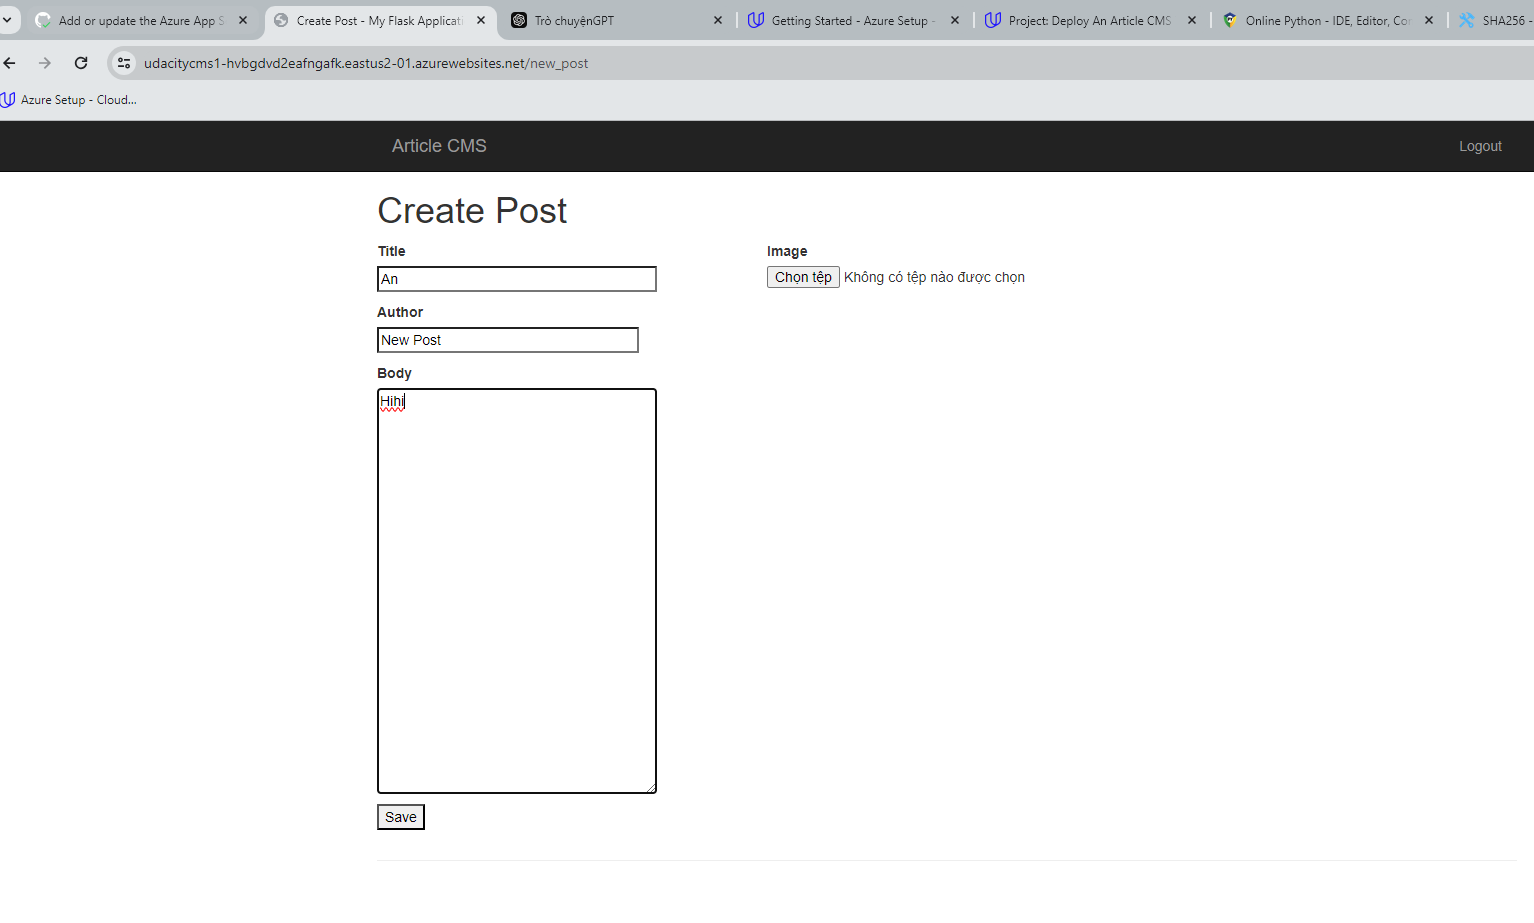 Add or update the Azure App S
Create Post - My Flask Applicati
Trò chuyệnGPT
Getting Started - Azure Setup -
Project: Deploy An Article CMS
Online Python - IDE, Editor, Co
SHA256 -
udacitycms1-hvbgdvd2eafngafk.eastus2-01.azurewebsites.net/new_post
Azure Setup - Cloud...
Article CMS
Logout
Create Post
Title
Image
An
Chọn tệp Không có tệp nào được chọn
Author
New Post
Body
Hihi
Save